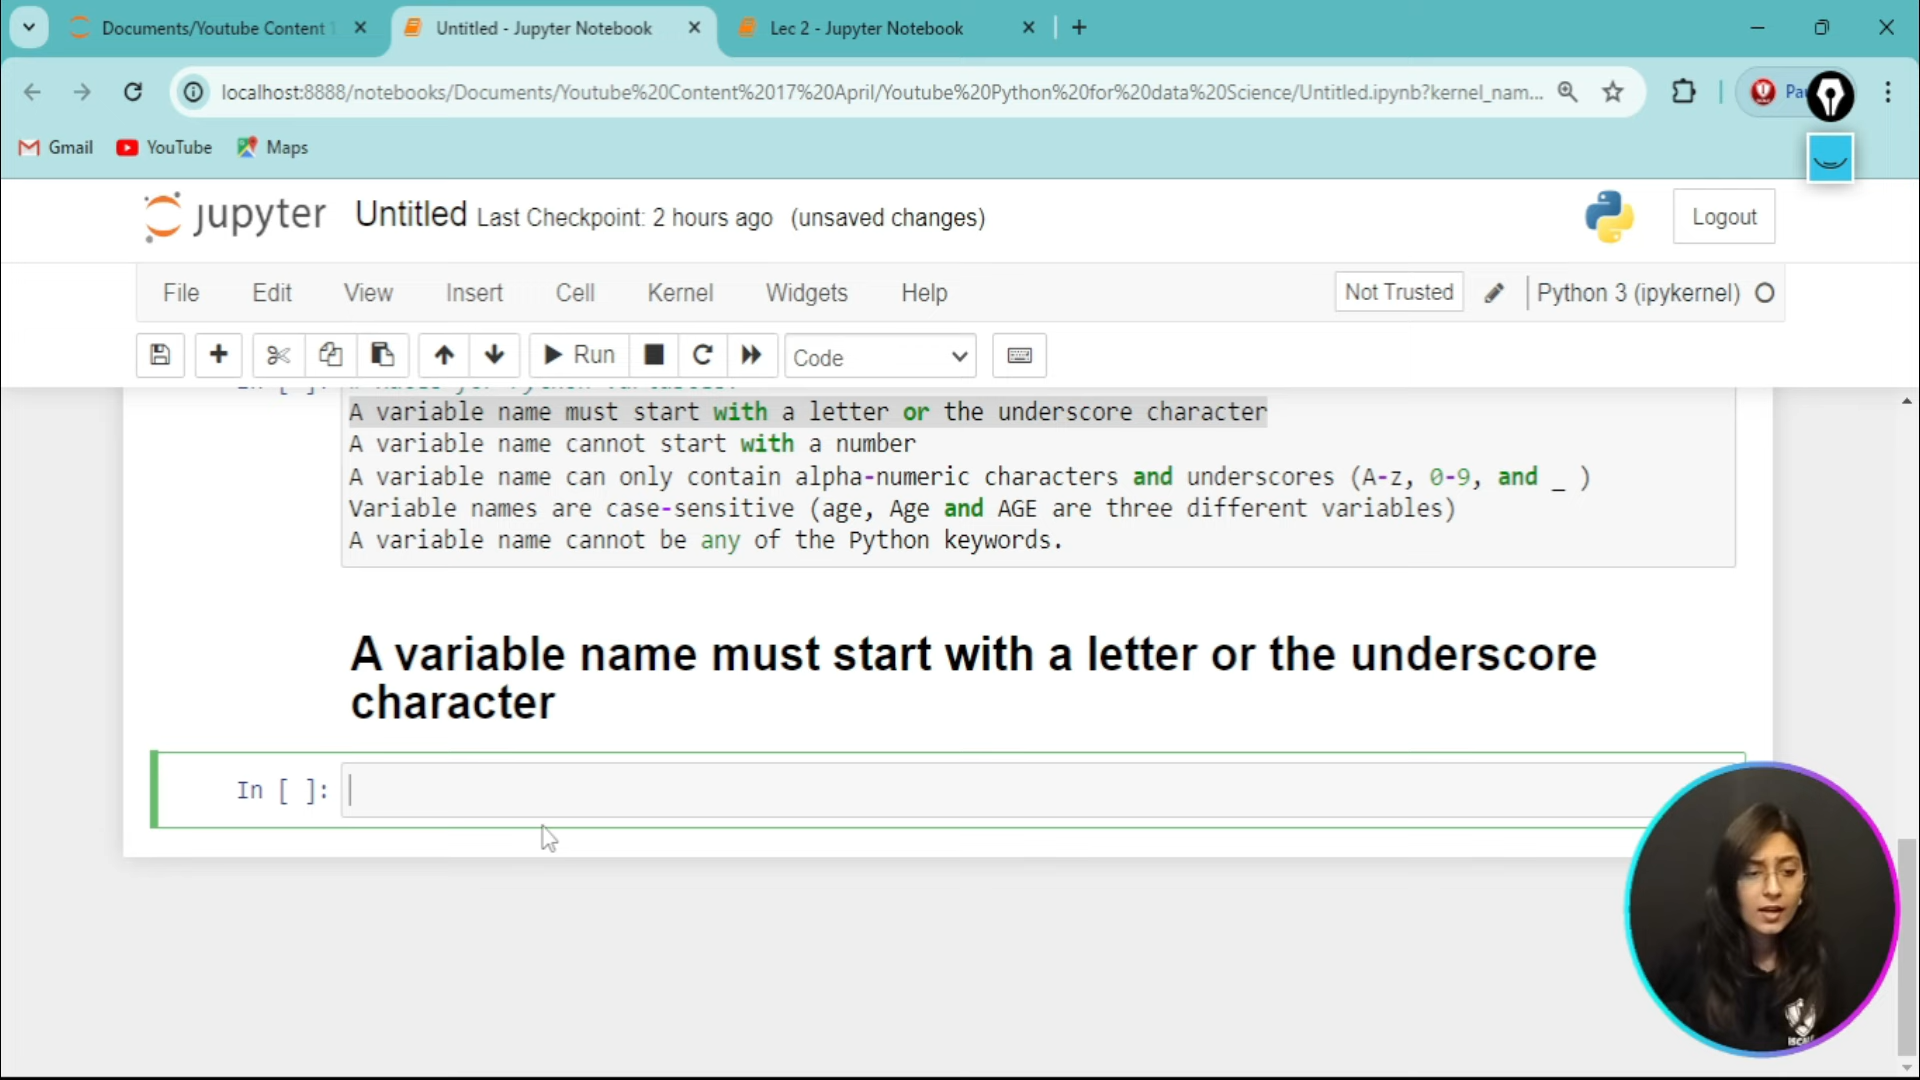 Documents/Youtube Content 1
Untitled - Jupyter Notebook
Lec 2 - Jupyter Notebook
localhost:8888/notebooks/Documents/Youtube%20Content%2017%20April/Youtube%20Python%20for%20data%20Science/Untitled.ipynb?kernel_nam...
Gmail
YouTube
Maps
jupyter Untitled Last Checkpoint: 2 hours ago (unsaved changes)
Logout
File Edit View Insert Cell Kernel Widgets Help
Not Trusted
Python 3 (ipykernel)
Run
Code
A variable name must start with a letter or the underscore character
A variable name cannot start with a number
A variable name can only contain alpha-numeric characters and underscores (A-z, 0-9, and _ )
Variable names are case-sensitive (age, Age and AGE are three different variables)
A variable name cannot be any of the Python keywords.
A variable name must start with a letter or the underscore
character
In [ ]: